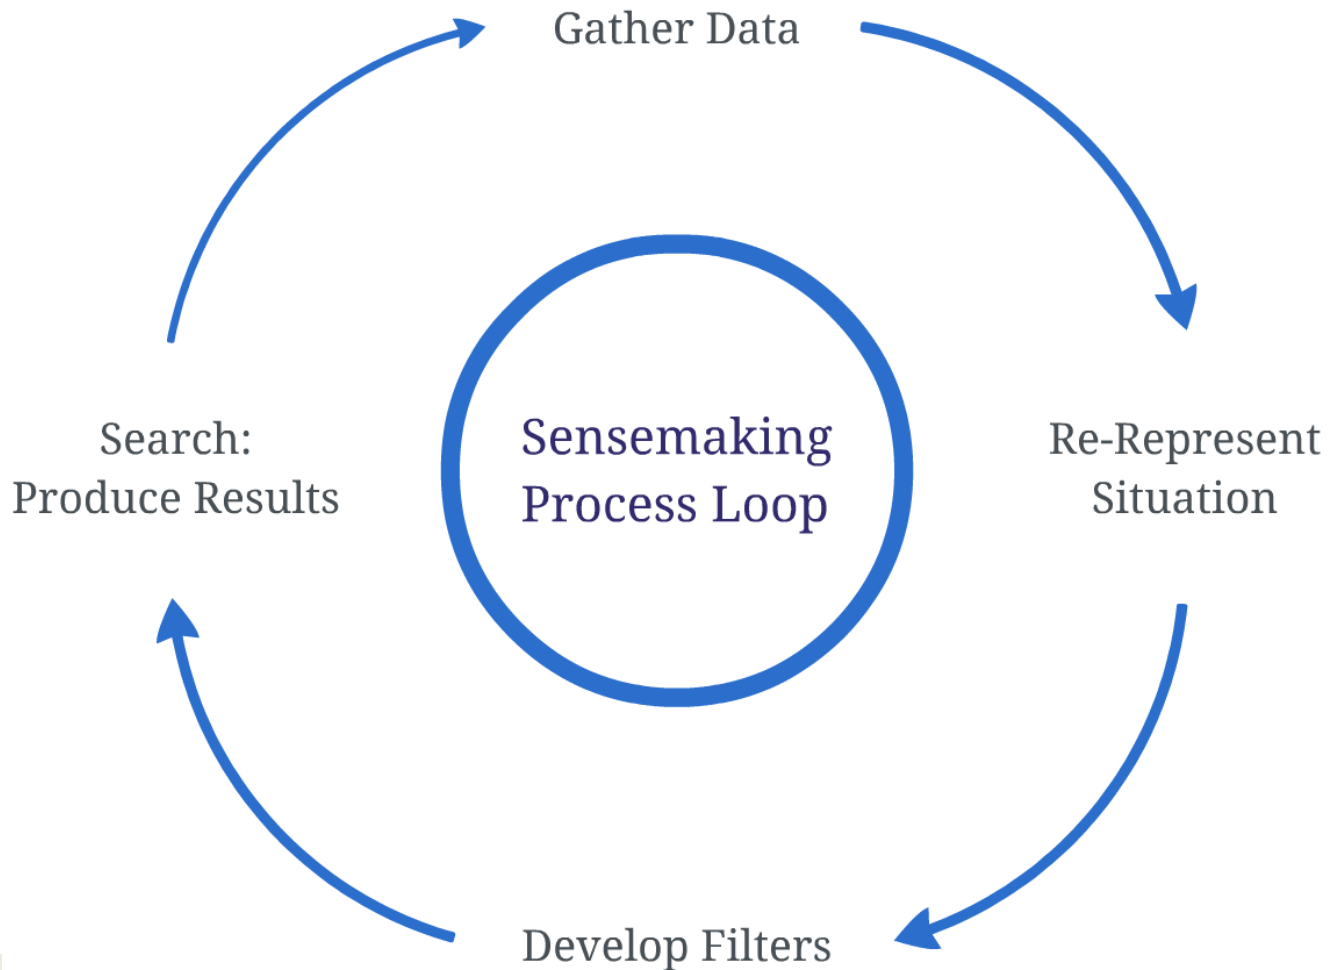 Gather Data
Search:
Produce Results
Sensemaking
Process Loop
Re-Represent
Situation
Develop Filters